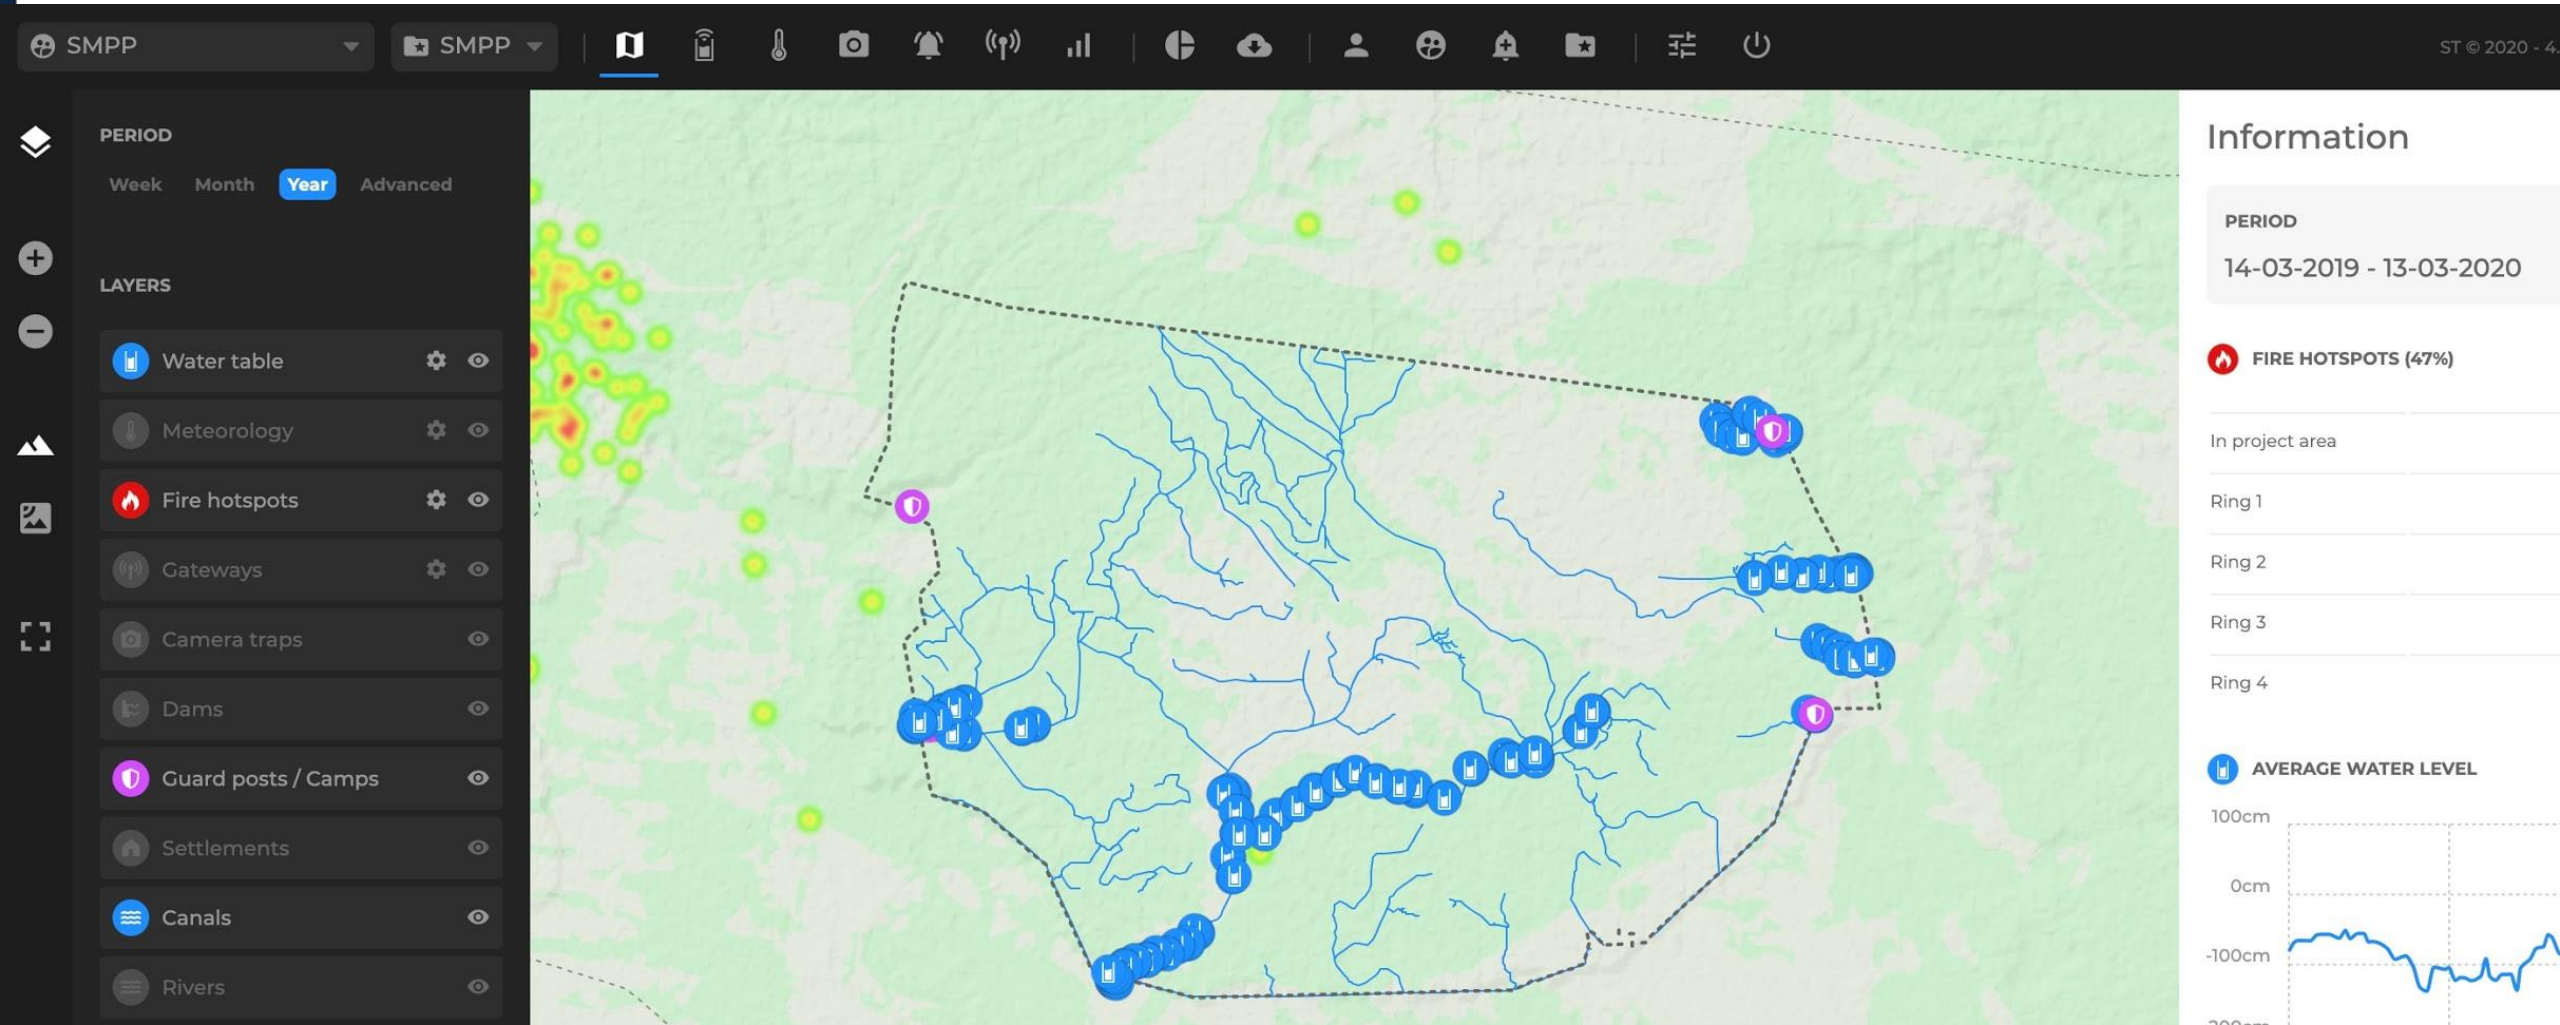 SMPP
SMPP
ST © 2020 - 4.
PERIOD
Week Month Year Advanced
LAYERS
Water table
Meteorology
Fire hotspots
Gateways
Camera traps
Dams
Guard posts / Camps
Settlements
Canals
Rivers
Information
PERIOD
14-03-2019 - 13-03-2020
FIRE HOTSPOTS (47%)
In project area
Ring 1
Ring 2
Ring 3
Ring 4
AVERAGE WATER LEVEL
100cm
0cm
-100cm